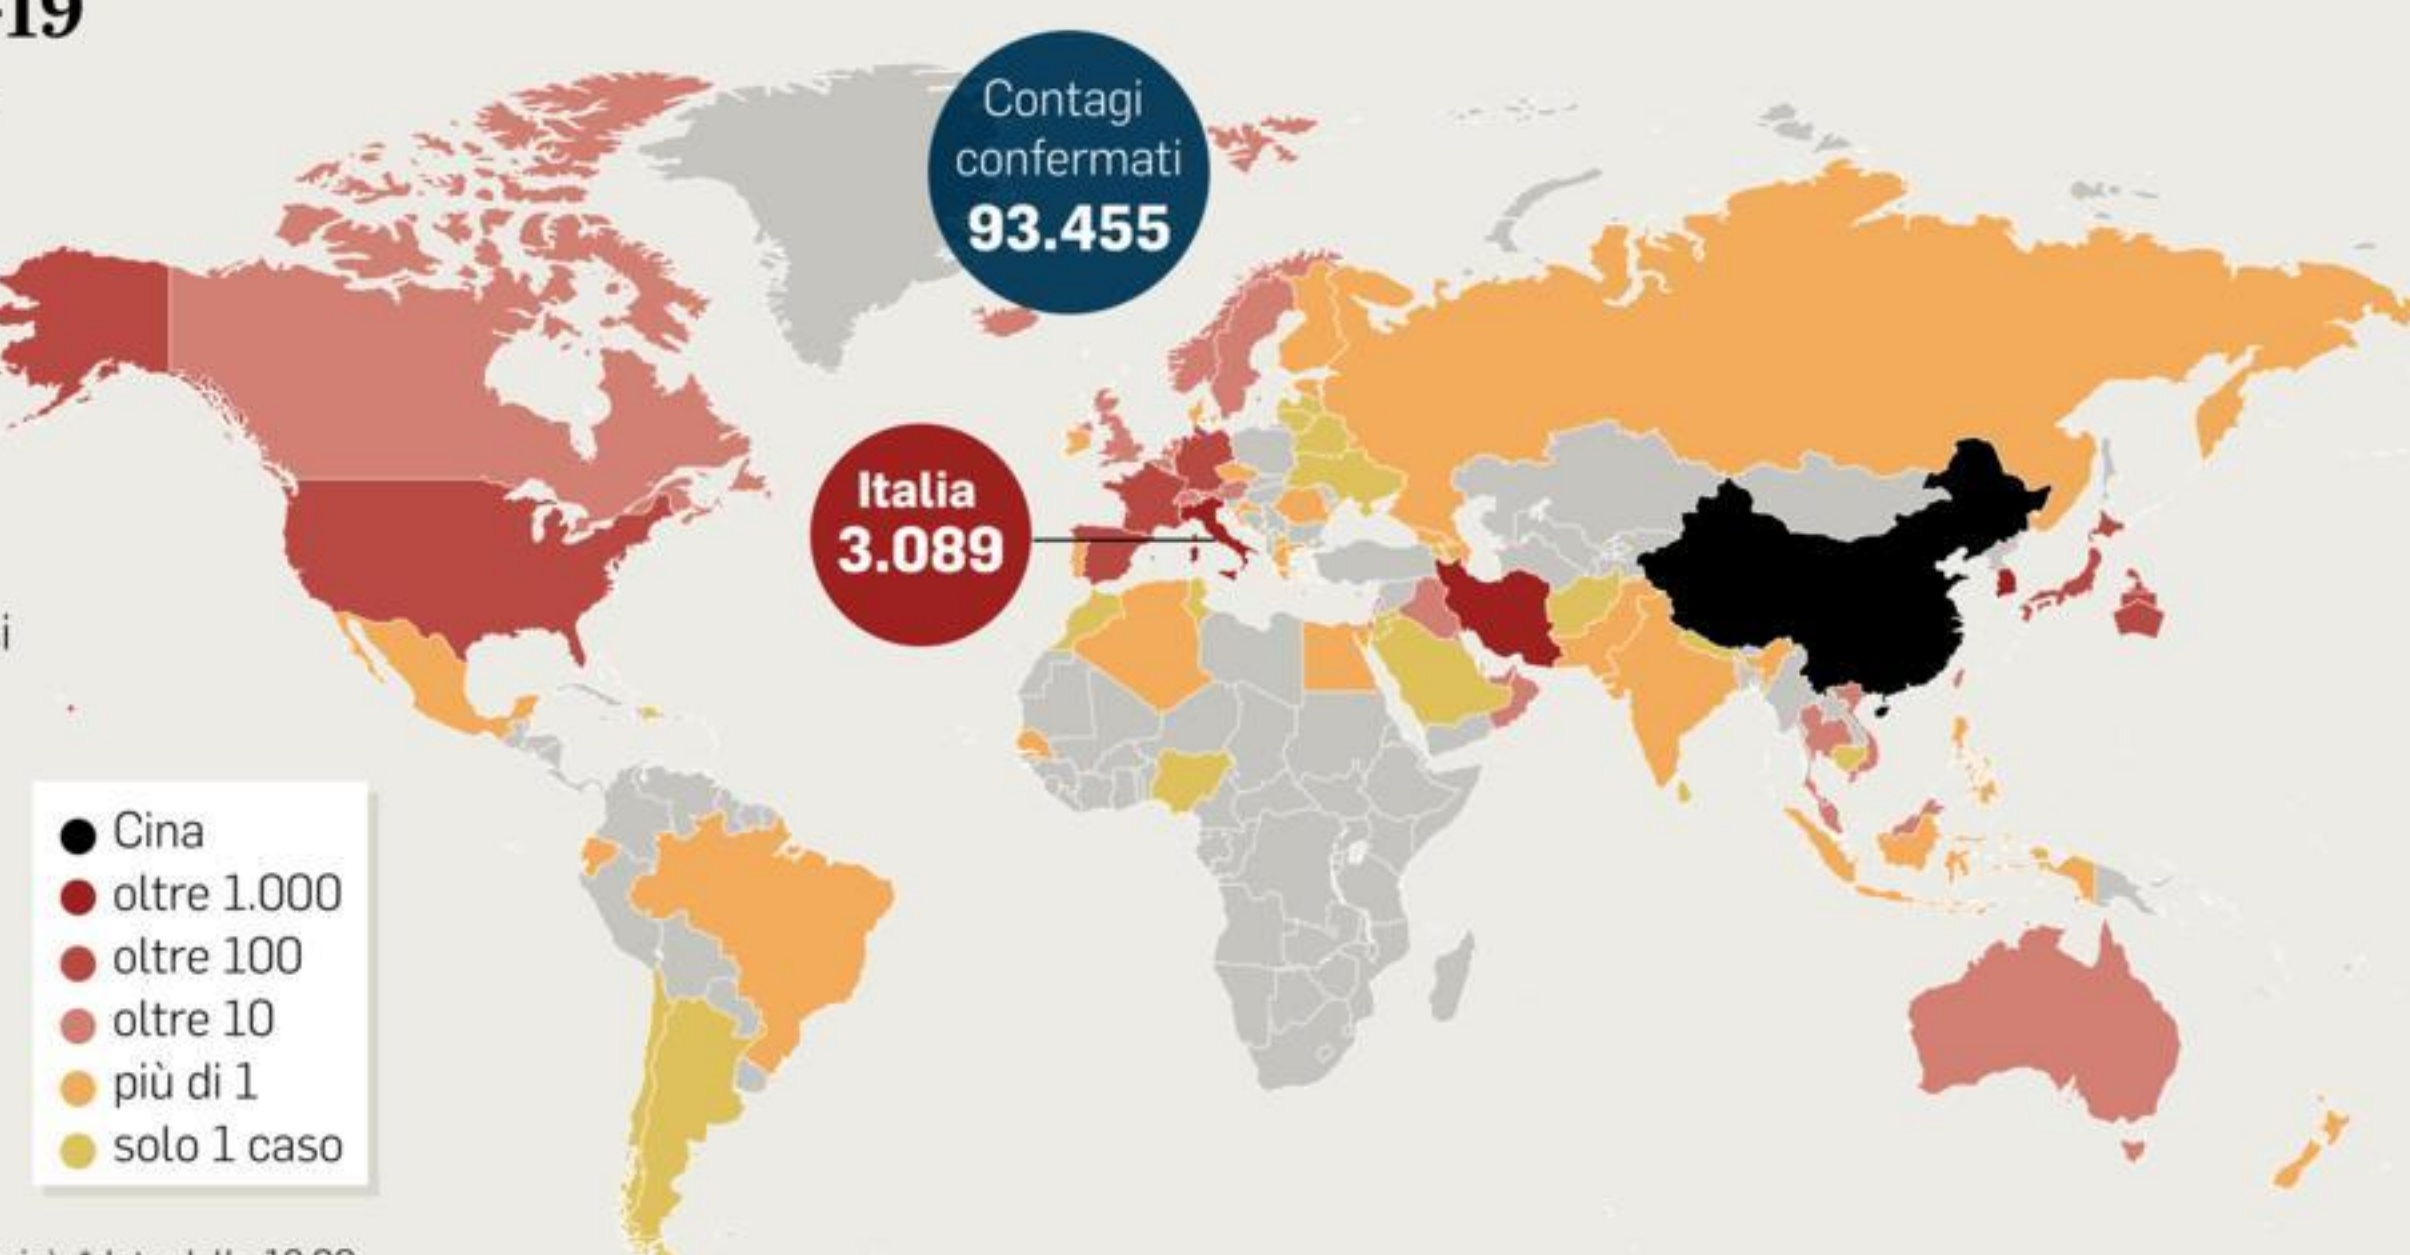 -19
Contagi
confermati
93.455
Italia
3.089
i
Cina
oltre 1.000
oltre 100
oltre 10
più di 1
solo 1 caso